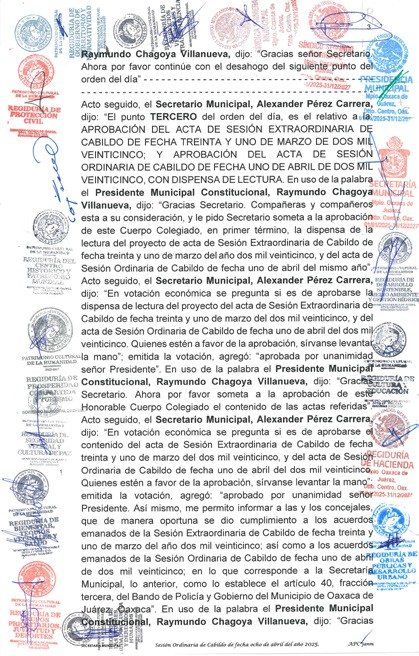 Raymundo Chagoya Villanueva, dijo: “Gracias señor Secretario.
Ahora por favor continúe con el desahogo del siguiente punto del
orden del día”
Acto seguido, el Secretario Municipal, Alexander Pérez Carrera,
dijo: “El punto TERCERO del orden del día, es el relativo a la
APROBACIÓN DEL ACTA DE SESIÓN EXTRAORDINARIA DE
CABILDO DE FECHA TREINTA Y UNO DE MARZO DE DOS MIL
VEINTICINCO; Y APROBACIÓN DEL ACTA DE SESIÓN
ORDINARIA DE CABILDO DE FECHA UNO DE ABRIL DE DOS MIL
VEINTICINCO, CON DISPENSA DE LECTURA. En uso de la palabra
el Presidente Municipal Constitucional, Raymundo Chagoya
Villanueva, dijo: “Gracias Secretario. Compañeras y compañeros
esta a su consideración, y le pido Secretario someta a la aprobación
de este Cuerpo Colegiado, en primer término, la dispensa de la
lectura del proyecto de acta de Sesión Extraordinaria de Cabildo de
fecha treinta y uno de marzo del año dos mil veinticinco, y del acta
de Sesión Ordinaria de Cabildo fecha uno de abril del mismo año”.
Acto seguido, el Secretario Municipal, Alexander Pérez Carrera,
dijo: “En votación económica se pregunta si es de aprobarse la
dispensa de lectura del proyecto del acta de Sesión Extraordinaria de
Cabildo de fecha treinta y uno de marzo del dos mil veinticinco, y del
acta de Sesión Ordinaria de Cabildo fecha uno de abril del dos mil
veinticinco. Quienes estén a favor de la aprobación, sírvanse levantar
la mano”; emitida la votación, agregó: “aprobada por unanimidad
señor Presidente”. En uso de la palabra el Presidente Municipal
Constitucional, Raymundo Chagoya Villanueva, dijo: “Gracias
Secretario. Ahora por favor someta a la aprobación de este
Honorable Cuerpo Colegiado el contenido de las actas referidas”.
Acto seguido, el Secretario Municipal, Alexander Pérez Carrera,
dijo: “En votación económica se pregunta si es de aprobarse el
contenido del acta de Sesión Extraordinaria de Cabildo de fecha
treinta y uno de marzo del dos mil veinticinco, y del acta de Sesión
Ordinaria de Cabildo de fecha uno de abril del dos mil veinticinco.
Quienes estén a favor de la aprobación, sírvanse levantar la mano”;
emitida la votación, agregó: “aprobado por unanimidad señor
Presidente. Así mismo, me permito informar a las y los concejales,
que de manera oportuna se dio cumplimiento a los acuerdos
emanados de la Sesión Extraordinaria de Cabildo de fecha treinta y
uno de marzo del año dos mil veinticinco; así como a los acuerdos
emanados de la Sesión Ordinaria de Cabildo de fecha uno de abril
de dos mil veinticinco; en lo que corresponde a la Secretaría
Municipal, lo anterior, como lo establece el artículo 40, fracción
tercera, del Bando de Policía y Gobierno del Municipio de Oaxaca de
Juárez, Oaxaca”. En uso de la palabra el Presidente Municipal
Constitucional, Raymundo Chagoya Villanueva, dijo: “Gracias
Sesión Ordinaria de Cabildo de fecha ocho de abril del año 2025.
REGIDURÍA DE
PROTECCIÓN
CIVIL
PRESIDENCIA
MUNICIPAL
SECRETARÍA
MUNICIPAL
REGIDURÍA
DE HACIENDA
REGIDURÍA DE
OBRAS
PÚBLICAS Y
DESARROLLO
URBANO